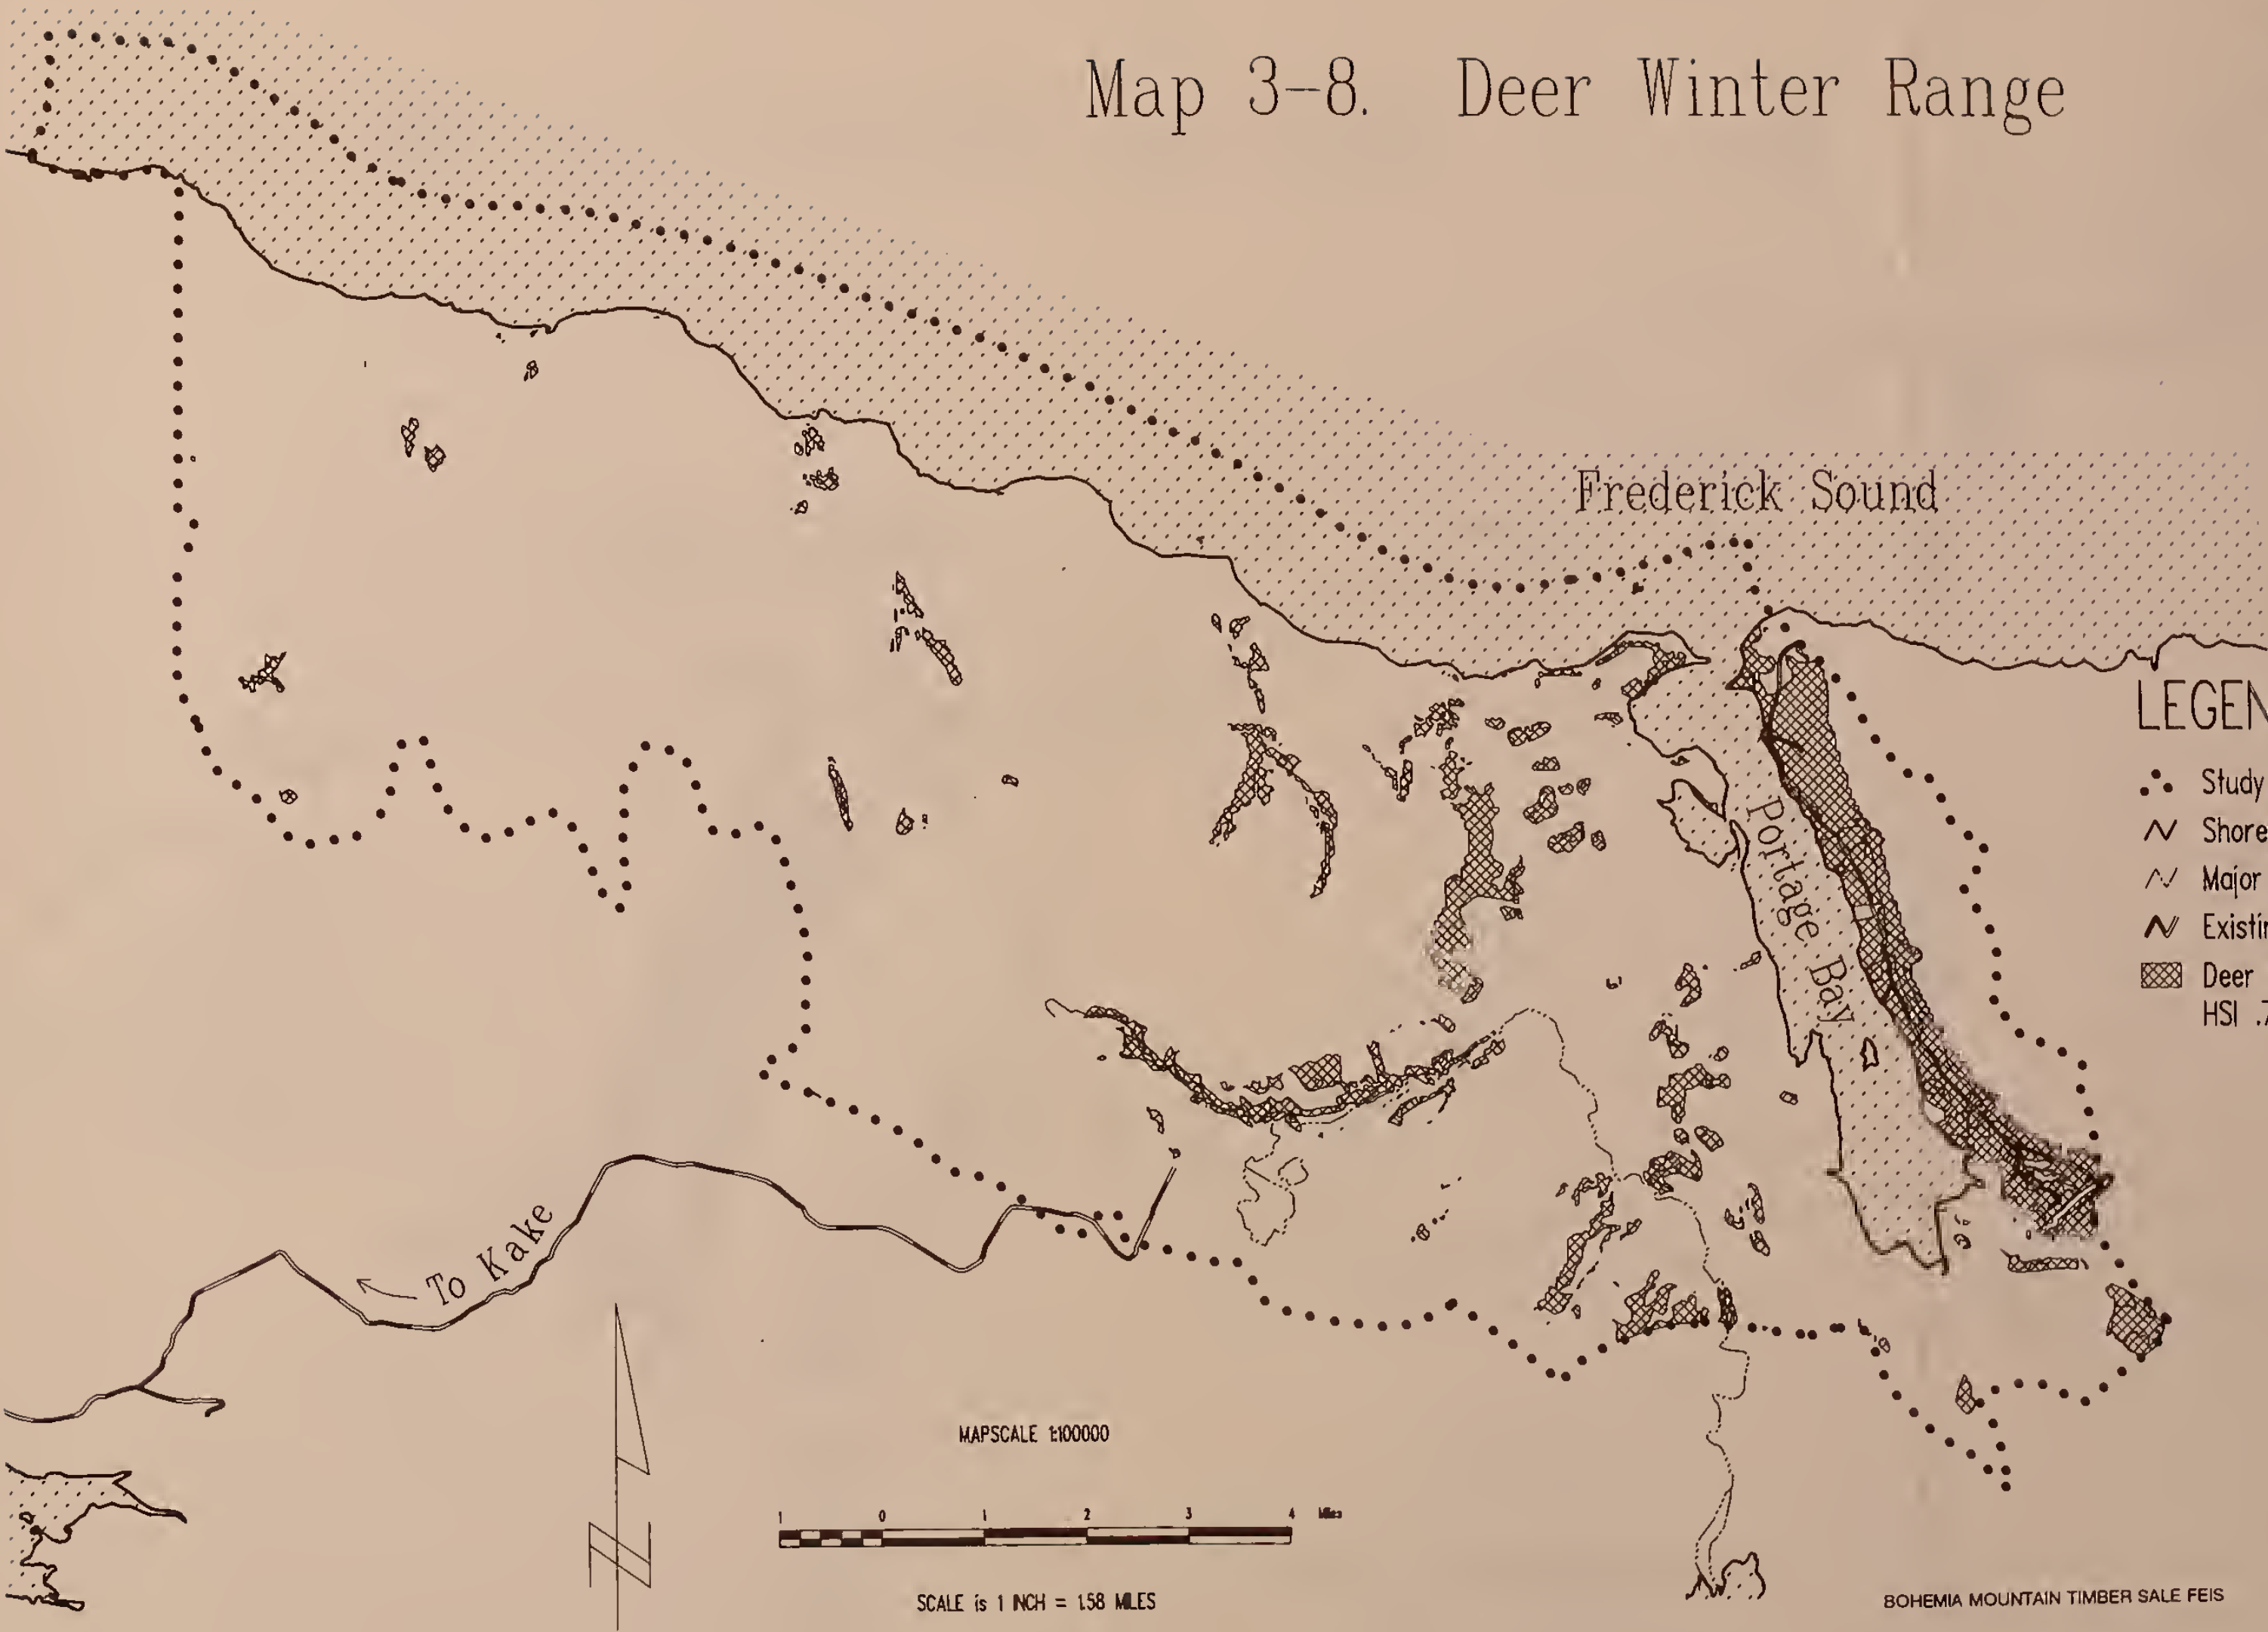 Map 3-8. Deer Winter Range
Frederick Sound
Portage Bay
LEGEN
Study
Shore
Major
Existin
Deer
HSI .7
To Kake
MAPSCALE 1:100000
1 0 1 2 3 4 Miles
SCALE is 1 INCH = 1.58 MILES
BOHEMIA MOUNTAIN TIMBER SALE FEIS